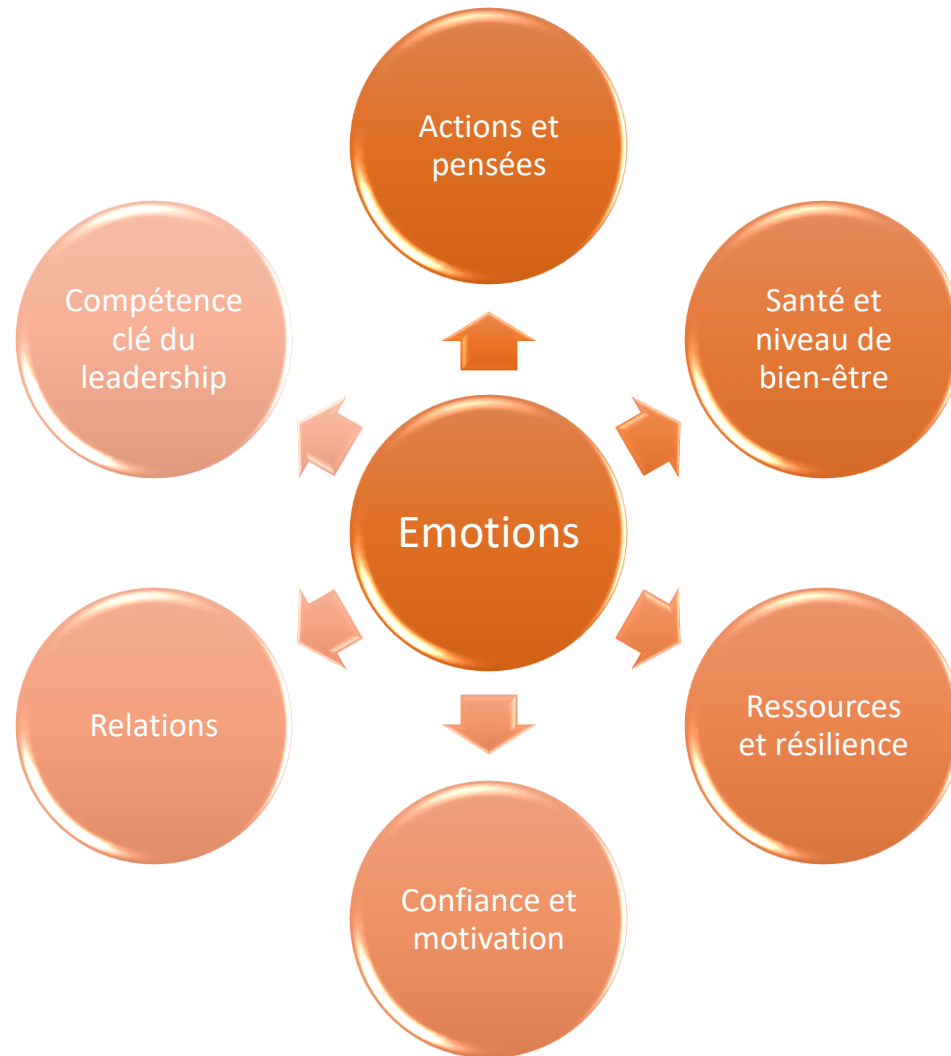 Actions et
pensées
Santé et
niveau de
bien-être
Ressources
et résilience
Confiance et
motivation
Relations
Compétence
clé du
leadership
Emotions